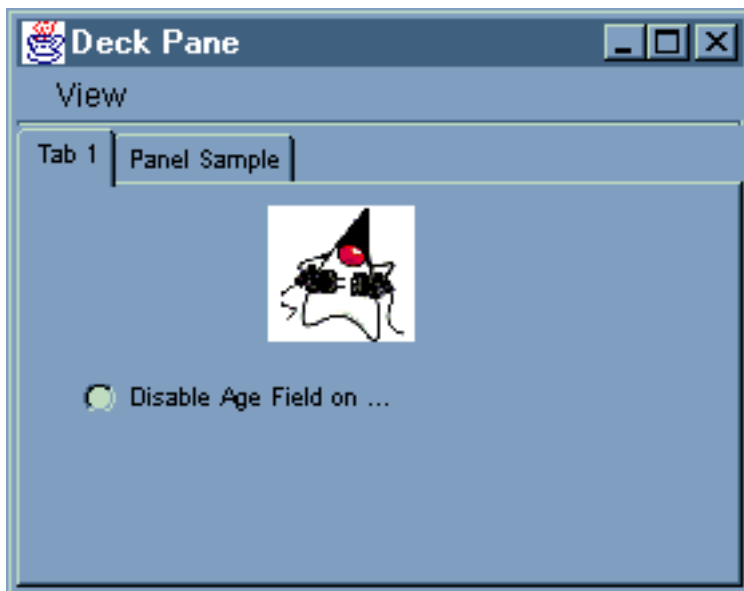 Deck Pane
View
Tab 1
Panel Sample
Disable Age Field on ...